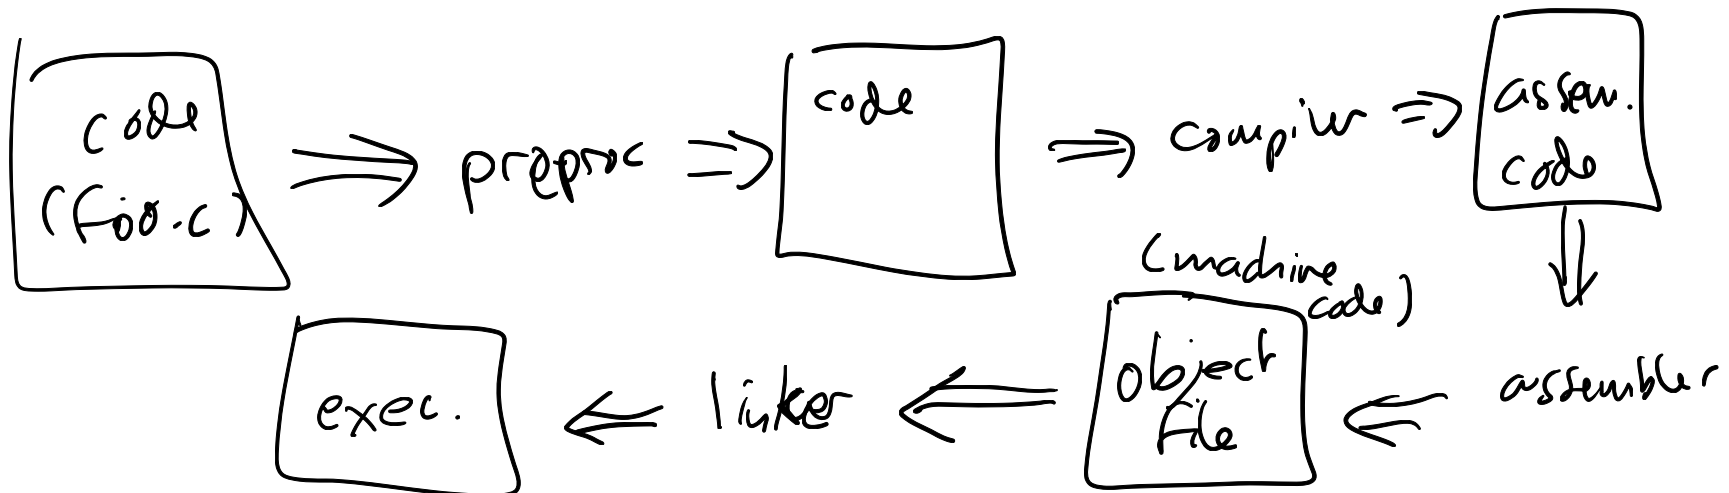 code
(foo.c)
preproc
code
compiler
assem.
code
assembler
(machine
code)
object
file
linker
exec.